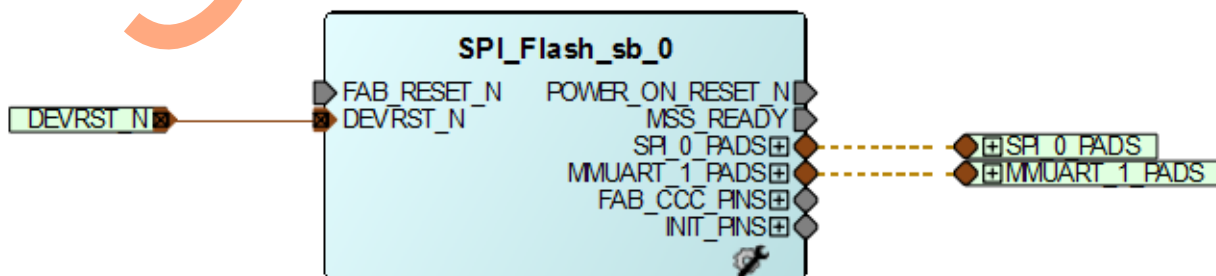 SPI_Flash_sb_0
FAB_RESET_N POWER_ON_RESET_N
DEVRST_N DEVRST_N MSS_READY
SPI_0_PADS SPI_0_PADS
MMUART_1_PADS MMUART_1_PADS
FAB_CCC_PINS
INIT_PINS